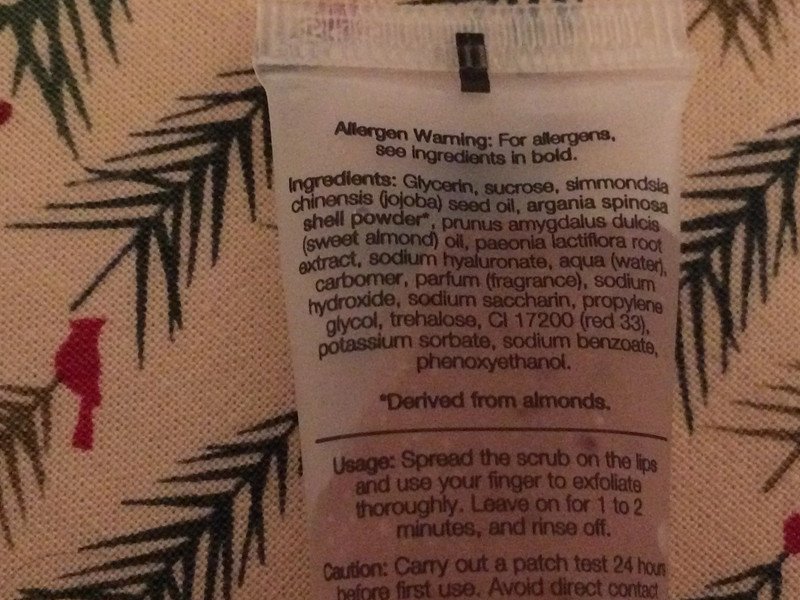 Allergen Warning: For allergens,
see ingredients in bold.
Ingredients: Glycerin, sucrose, simmondsia
chinensis (jojoba) seed oil, argania spinosa
shell powder*, prunus amygdalus dulcis
(sweet almond) oil, paeonia lactiflora root
extract, sodium hyaluronate, aqua (water),
carbomer, parfum (fragrance), sodium
hydroxide, sodium saccharin, propylene
glycol, trehalose, CI 17200 (red 33),
potassium sorbate, sodium benzoate,
phenoxyethanol.
*Derived from almonds.
Usage: Spread the scrub on the lips
and use your finger to exfoliate
thoroughly. Leave on for 1 to 2
minutes, and rinse off.
Caution: Carry out a patch test 24 hours
before first use. Avoid direct contact